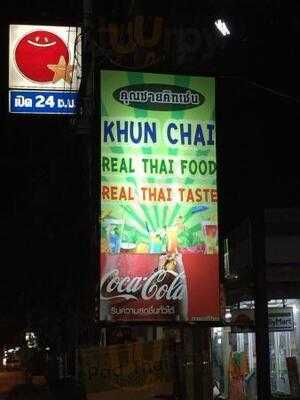 เปิด 24 ช.ม.
คุณชายคิทเช่น
KHUN CHAI
REAL THAI FOOD
REAL THAI TASTE
Coca-Cola